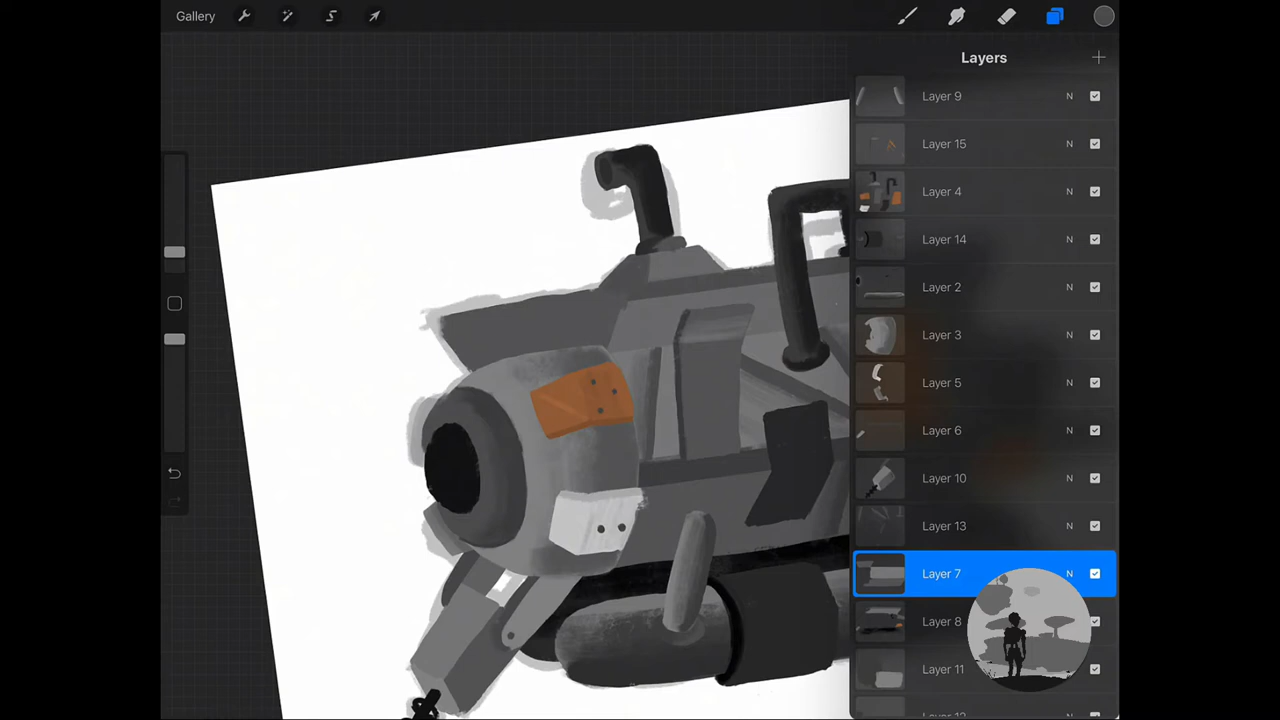 Gallery
Layers
Layer 9 N
Layer 15 N
Layer 4 N
Layer 14 N
Layer 2 N
Layer 3 N
Layer 5 N
Layer 6 N
Layer 10 N
Layer 13 N
Layer 7 N
Layer 8
Layer 11